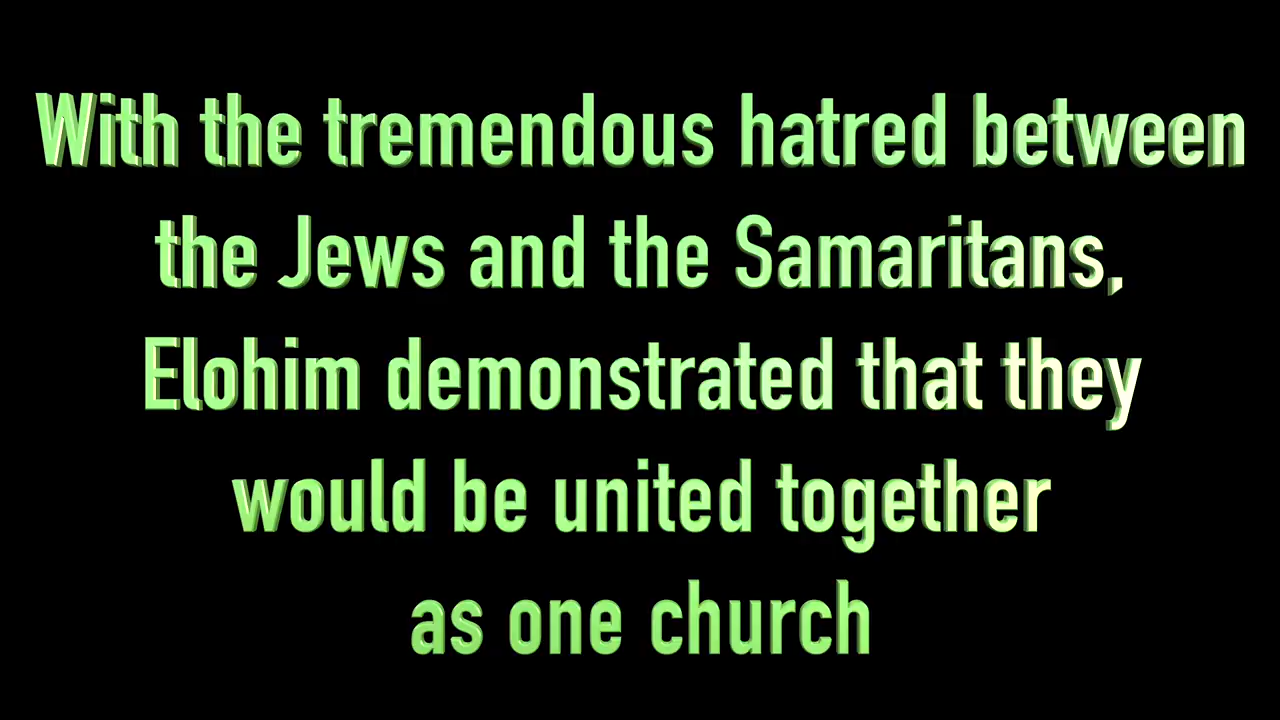 With the tremendous hatred between
the Jews and the Samaritans,
Elohim demonstrated that they
would be united together
as one church